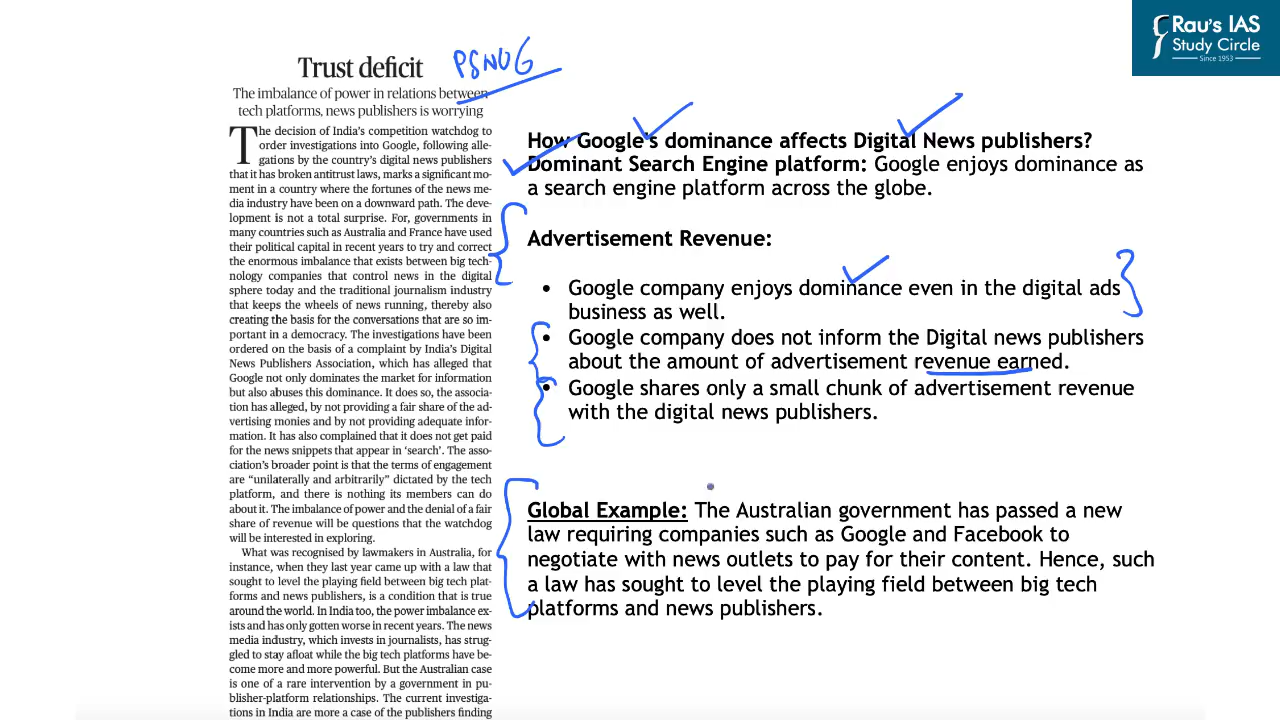 Rau's IAS
Study Circle
Since 1953
Trust deficit
PSNUG
The imbalance of power in relations between
tech platforms, news publishers is worrying
The decision of India's competition watchdog to
order investigations into Google, following alle-
gations by the country's digital news publishers
that it has broken antitrust laws, marks a significant mo-
ment in a country where the fortunes of the news me-
dia industry have been on a downward path. The deve-
lopment is not a total surprise. For, governments in
many countries such as Australia and France have used
their political capital in recent years to try and correct
the enormous imbalance that exists between big tech-
nology companies that control news in the digital
sphere today and the traditional journalism industry
that keeps the wheels of news running, thereby also
creating the basis for the conversations that are so im-
portant in a democracy. The investigations have been
ordered on the basis of a complaint by India's Digital
News Publishers Association, which has alleged that
Google not only dominates the market for information
but also abuses this dominance. It does so, the associa-
tion has alleged, by not providing a fair share of the ad-
vertising monies and by not providing adequate infor-
mation. It has also complained that it does not get paid
for the news snippets that appear in 'search'. The asso-
ciation's broader point is that the terms of engagement
are “unilaterally and arbitrarily” dictated by the tech
platform, and there is nothing its members can do
about it. The imbalance of power and the denial of a fair
share of revenue will be questions that the watchdog
will be interested in exploring.
What was recognised by lawmakers in Australia, for
instance, when they last year came up with a law that
sought to level the playing field between big tech plat-
forms and news publishers, is a condition that is true
around the world. In India too, the power imbalance ex-
ists and has only gotten worse in recent years. The news
media industry, which invests in journalists, has strug-
gled to stay afloat while the big tech platforms have be-
come more and more powerful. But the Australian case
is one of a rare intervention by a government in pu-
blisher-platform relationships. The current investiga-
tions in India are more a case of the publishers finding
How Google's dominance affects Digital News publishers?
Dominant Search Engine platform: Google enjoys dominance as
a search engine platform across the globe.
Advertisement Revenue:
• Google company enjoys dominance even in the digital ads
business as well.
• Google company does not inform the Digital news publishers
about the amount of advertisement revenue earned.
• Google shares only a small chunk of advertisement revenue
with the digital news publishers.
Global Example: The Australian government has passed a new
law requiring companies such as Google and Facebook to
negotiate with news outlets to pay for their content. Hence, such
a law has sought to level the playing field between big tech
platforms and news publishers.